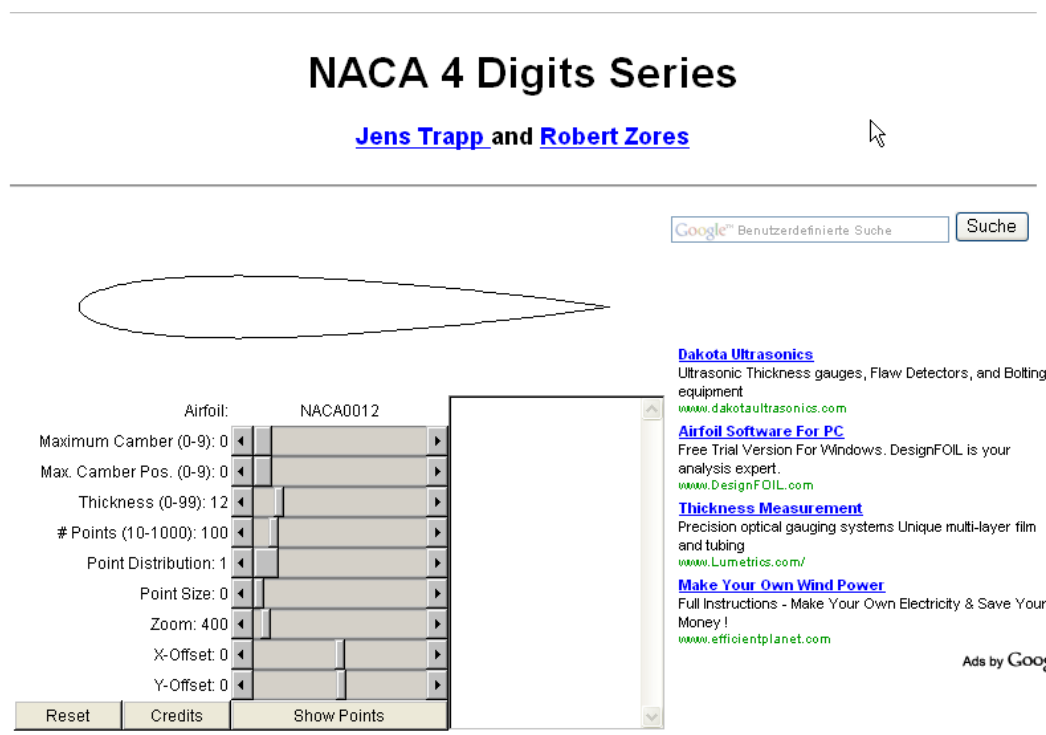 NACA 4 Digits Series
Jens Trapp and Robert Zores
Google™ Benutzerdefinierte Suche
Suche
Airfoil: NACA0012
Maximum Camber (0-9): 0
Max. Camber Pos. (0-9): 0
Thickness (0-99): 12
# Points (10-1000): 100
Point Distribution: 1
Point Size: 0
Zoom: 400
X-Offset: 0
Y-Offset: 0
Reset Credits Show Points
Dakota Ultrasonics
Ultrasonic Thickness gauges, Flaw Detectors, and Bolting
equipment
www.dakotaultrasonics.com
Airfoil Software For PC
Free Trial Version For Windows. DesignFOIL is your
analysis expert.
www.DesignFOIL.com
Thickness Measurement
Precision optical gauging systems Unique multi-layer film
and tubing
www.Lumetrics.com/
Make Your Own Wind Power
Full Instructions - Make Your Own Electricity & Save Your
Money !
www.efficientplanet.com
Ads by Goog